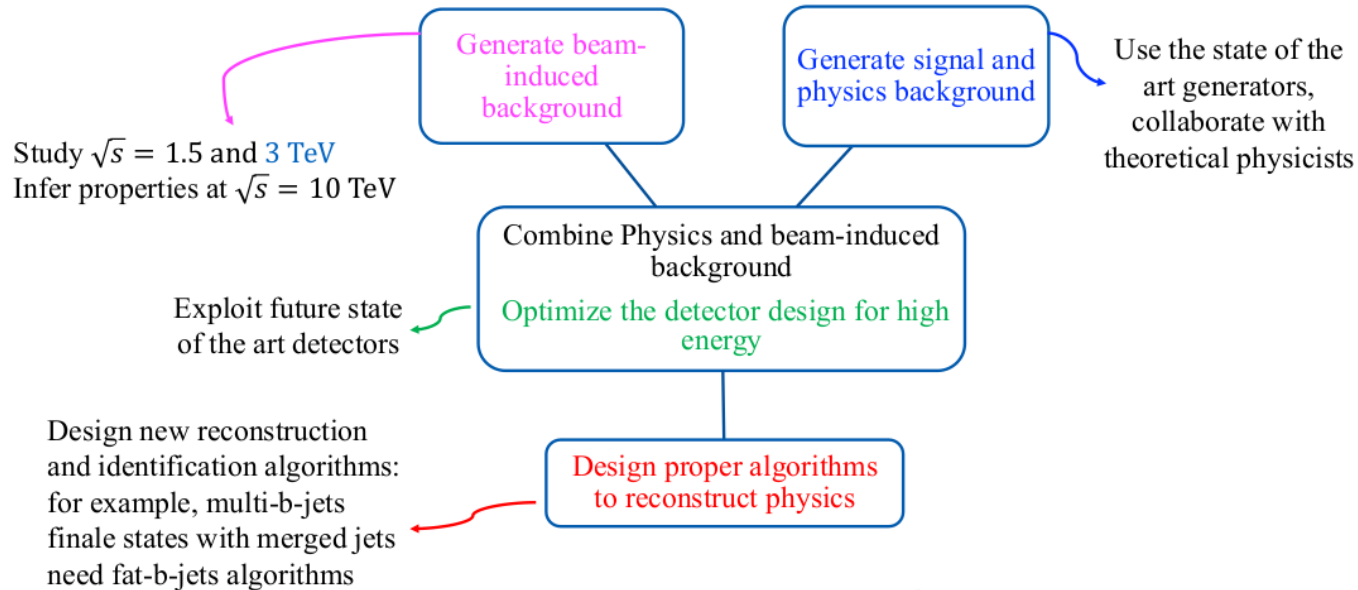 Generate beam-
induced
background
Generate signal and
physics background
Use the state of the
art generators,
collaborate with
theoretical physicists
Study √s = 1.5 and 3 TeV
Infer properties at √s = 10 TeV
Combine Physics and beam-induced
background
Optimize the detector design for high
energy
Exploit future state
of the art detectors
Design new reconstruction
and identification algorithms:
for example, multi-b-jets
finale states with merged jets
need fat-b-jets algorithms
Design proper algorithms
to reconstruct physics